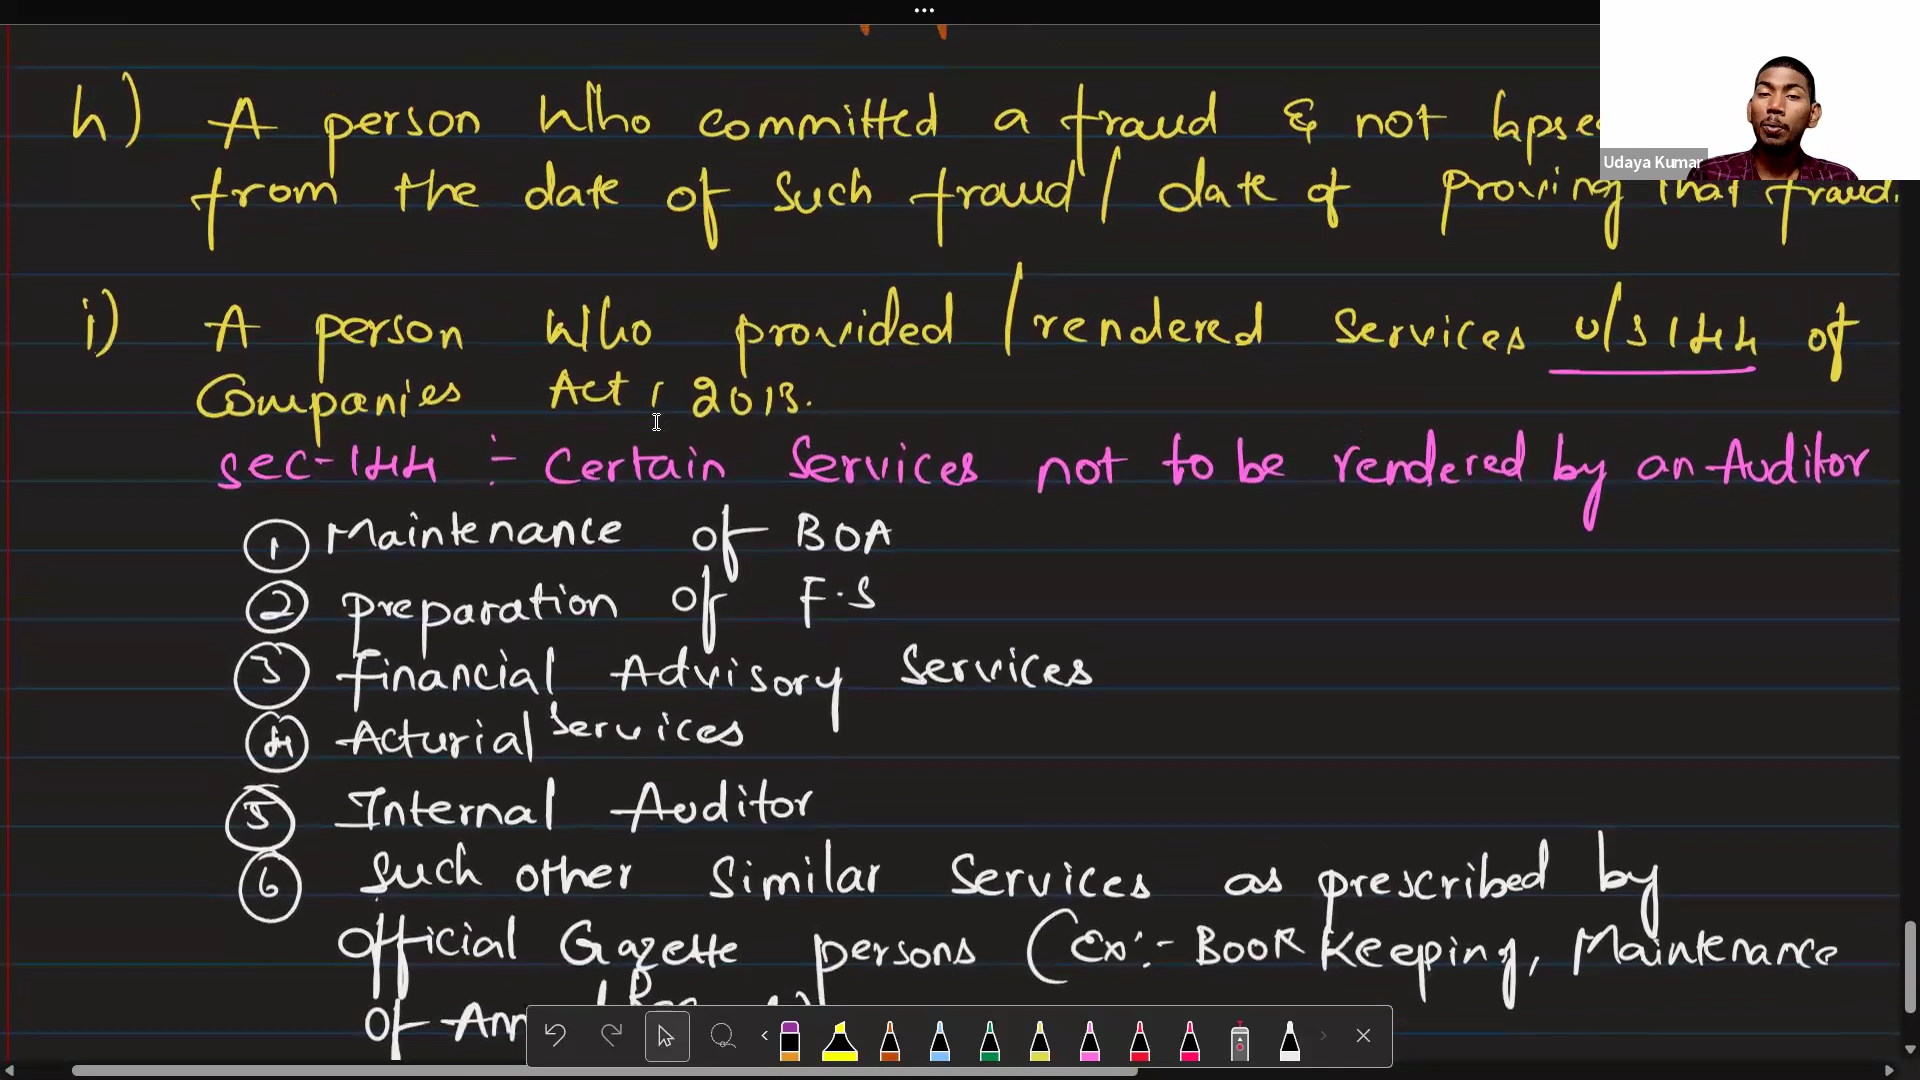 h) A person Who committed a fraud & not lapse
Udaya Kumar
from the date of such fraud / date of proving that fraud.
i) A person Who provided / rendered services u/s 144 of
Companies Act, 2013.
sec-144 :- Certain Services not to be rendered by an Auditor
1 Maintenance of BOA
2 preparation of F.S
3 Financial Advisory Services
4 Acturial Services
5 Internal Auditor
6 Such other Similar Services as prescribed by
Official Gazette persons (Ex:- Book Keeping, Maintenance
of